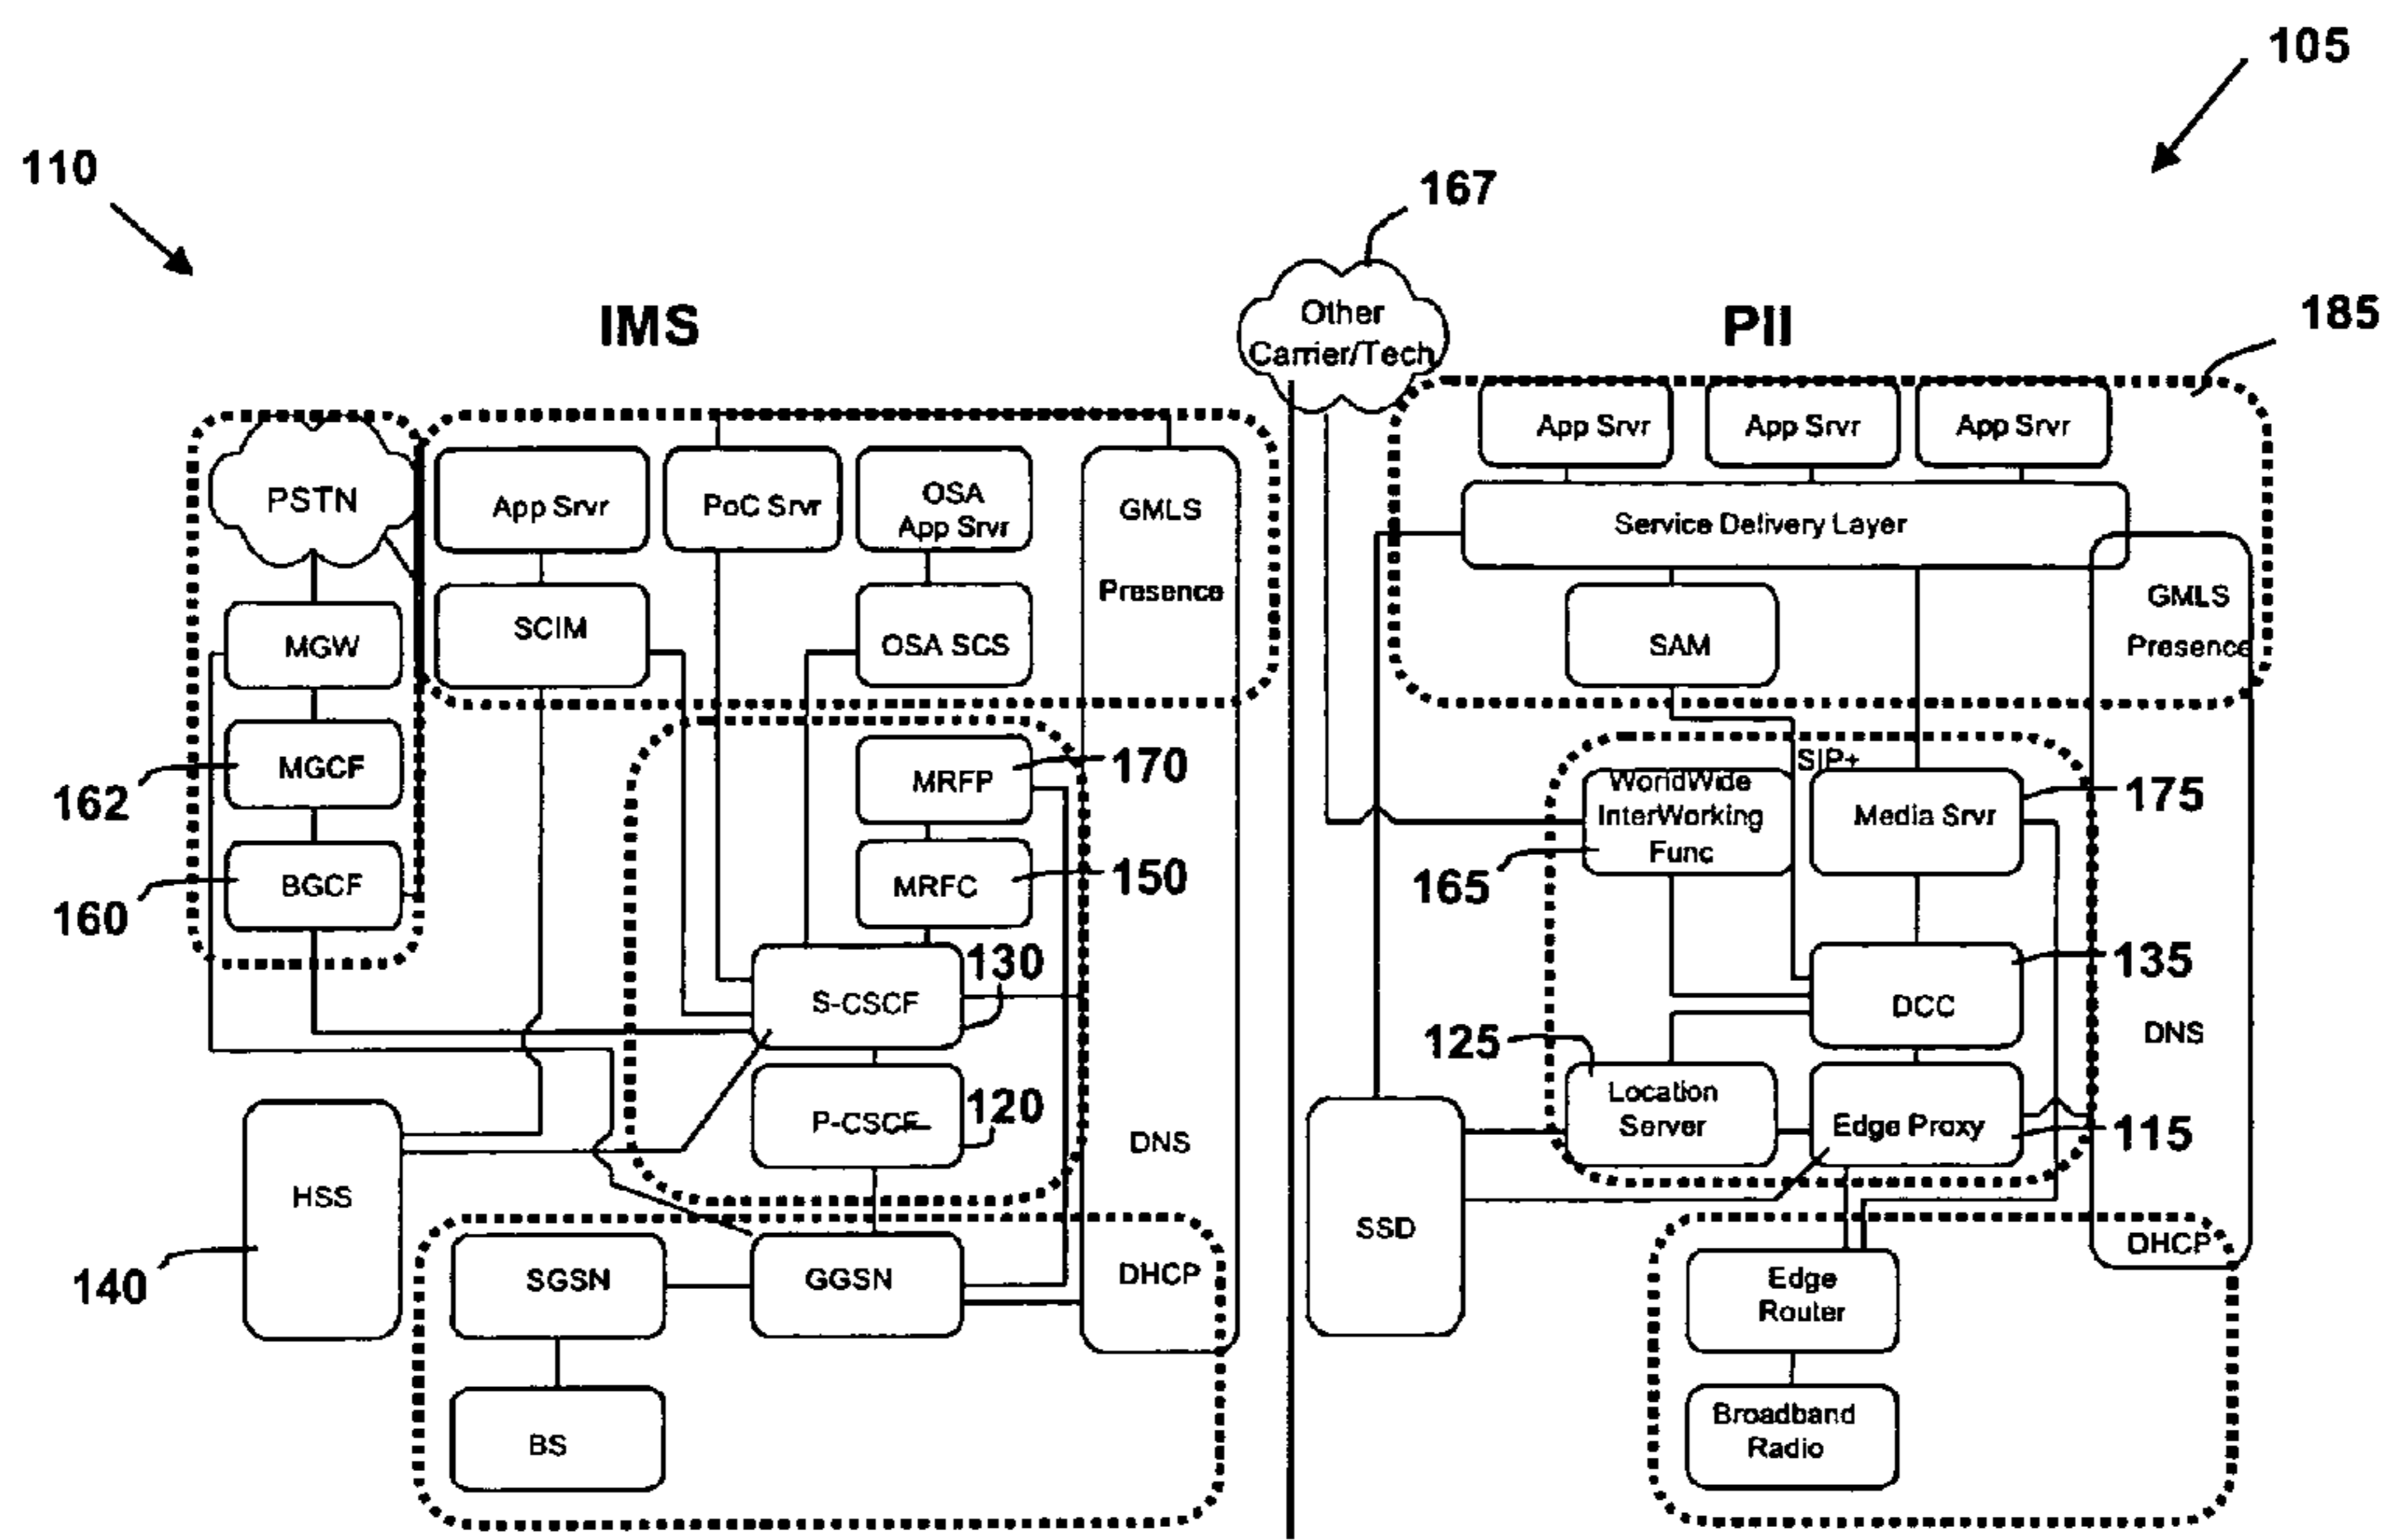 105
110
167
IMS
Other
Carrier/Tech
PII
185
PSTN
App Srvr
PoC Srvr
OSA
App Srvr
GMLS
Presence
SCIM
OSA SCS
MGW
MGCF
162
BGCF
160
MRFP
170
MRFC
150
130
S-CSCF
P-CSCF
120
DNS
HSS
140
SGSN
GGSN
DHCP
BS
App Srvr
App Srvr
App Srvr
Service Delivery Layer
GMLS
Presence
SAM
SIP+
WorldWide
InterWorking
Func
165
Media Srvr
175
135
DCC
DNS
125
Location
Server
Edge Proxy
115
SSD
DHCP
Edge
Router
Broadband
Radio